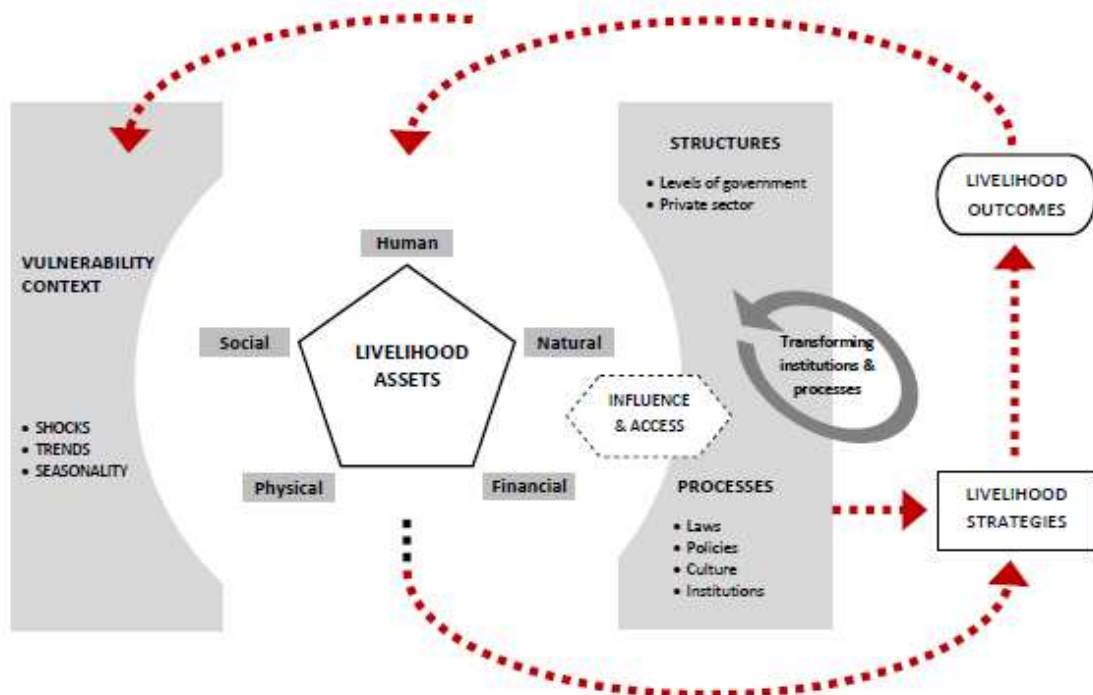 VULNERABILITY
CONTEXT
• SHOCKS
• TRENDS
• SEASONALITY
Human
Social
Natural
LIVELIHOOD
ASSETS
Physical
Financial
INFLUENCE
& ACCESS
STRUCTURES
• Levels of government
• Private sector
Transforming
institutions &
processes
PROCESSES
• Laws
• Policies
• Culture
• Institutions
LIVELIHOOD
OUTCOMES
LIVELIHOOD
STRATEGIES